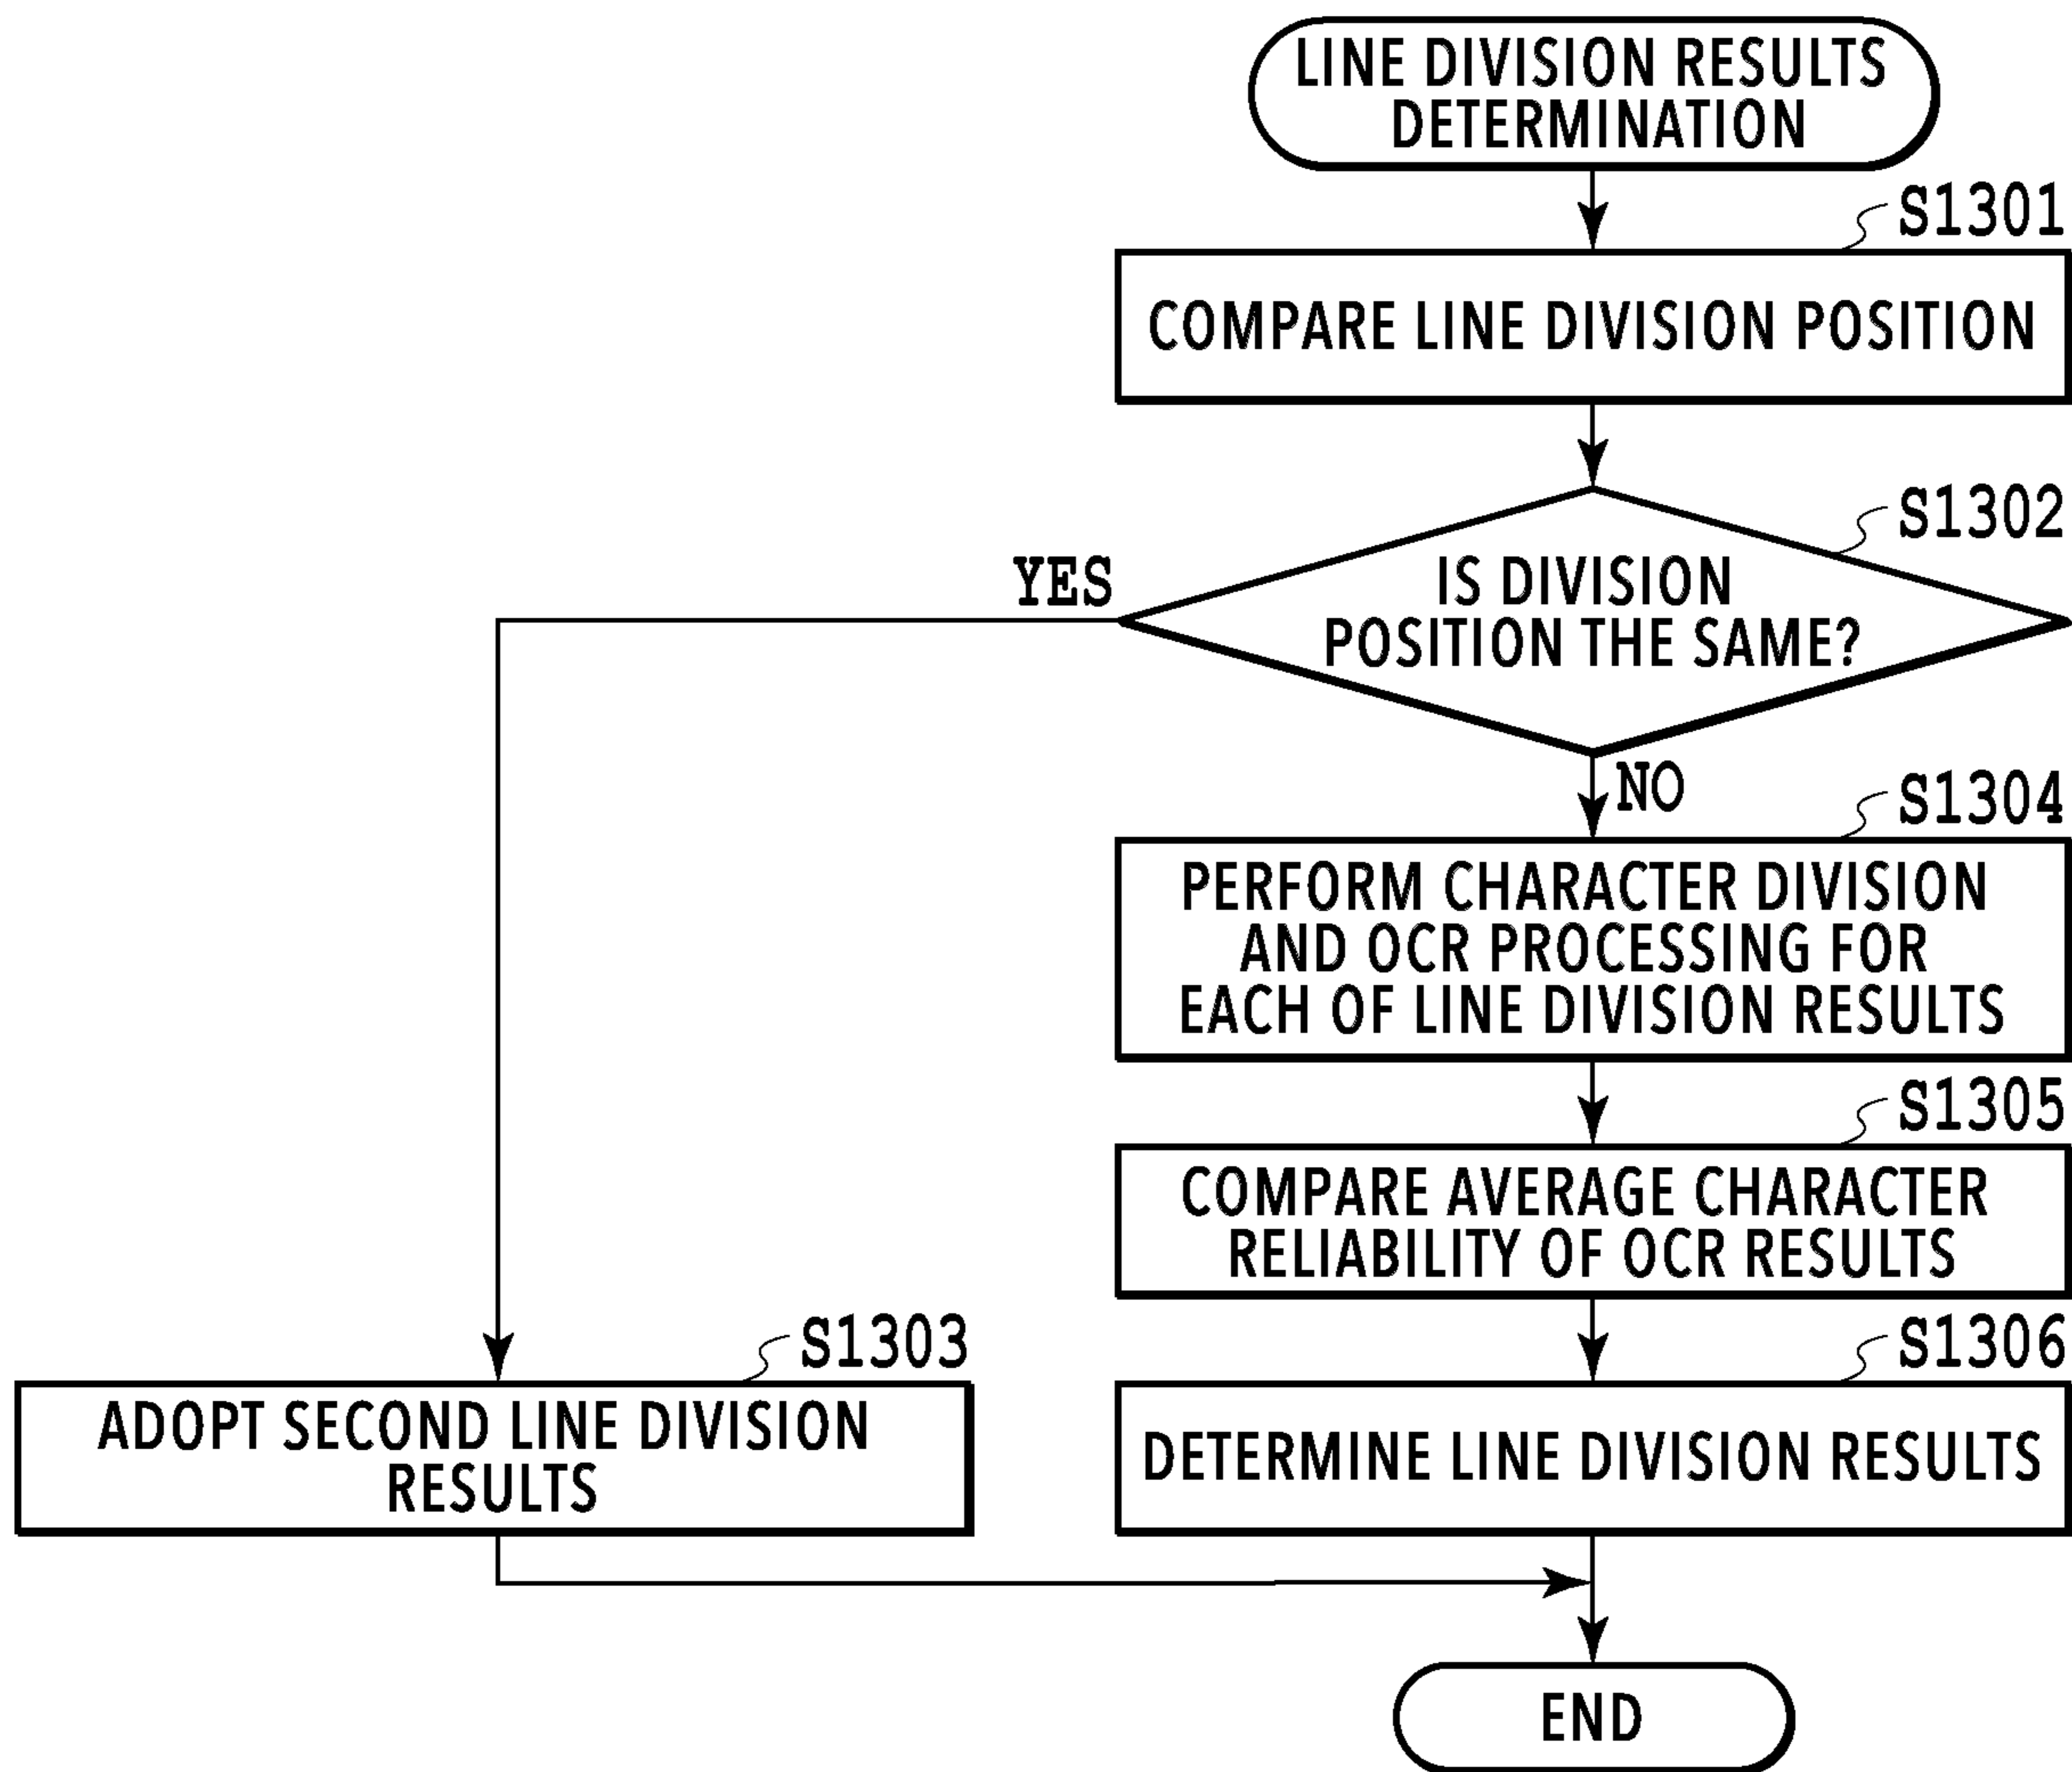 LINE DIVISION RESULTS
DETERMINATION
S1301
COMPARE LINE DIVISION POSITION
S1302
IS DIVISION
POSITION THE SAME?
YES
NO
S1304
PERFORM CHARACTER DIVISION
AND OCR PROCESSING FOR
EACH OF LINE DIVISION RESULTS
S1305
COMPARE AVERAGE CHARACTER
RELIABILITY OF OCR RESULTS
S1303
ADOPT SECOND LINE DIVISION
RESULTS
S1306
DETERMINE LINE DIVISION RESULTS
END